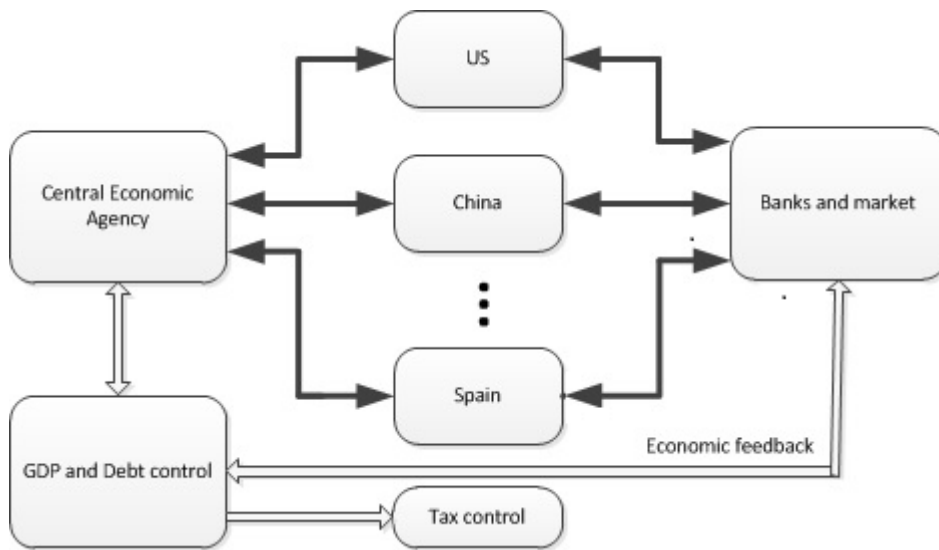 US
Central Economic
Agency
China
Banks and market
Spain
Economic feedback
GDP and Debt control
Tax control